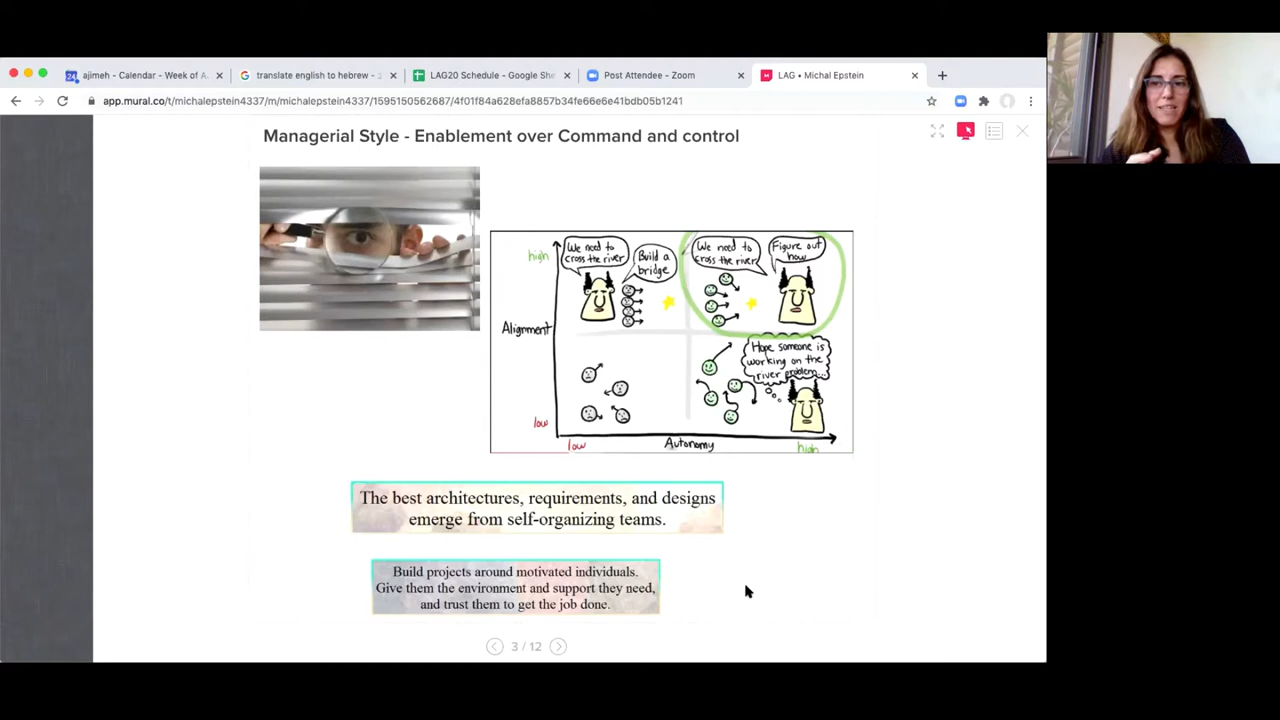 ajimeh - Calendar - Week of A
translate english to hebrew - 
LAG20 Schedule - Google She
Post Attendee - Zoom
LAG • Michal Epstein
app.mural.co/t/michalepstein4337/m/michalepstein4337/1595150562687/4f01f84a628efa8857b34fe66e6e41bdb05b1241
Managerial Style - Enablement over Command and control
high
We need to
cross the river
Build a
bridge
We need to
cross the river
Figure out
how
Alignment
Hope someone is
working on the
river problem...
low
low
Autonomy
high
The best architectures, requirements, and designs
emerge from self-organizing teams.
Build projects around motivated individuals.
Give them the environment and support they need,
and trust them to get the job done.
3 / 12